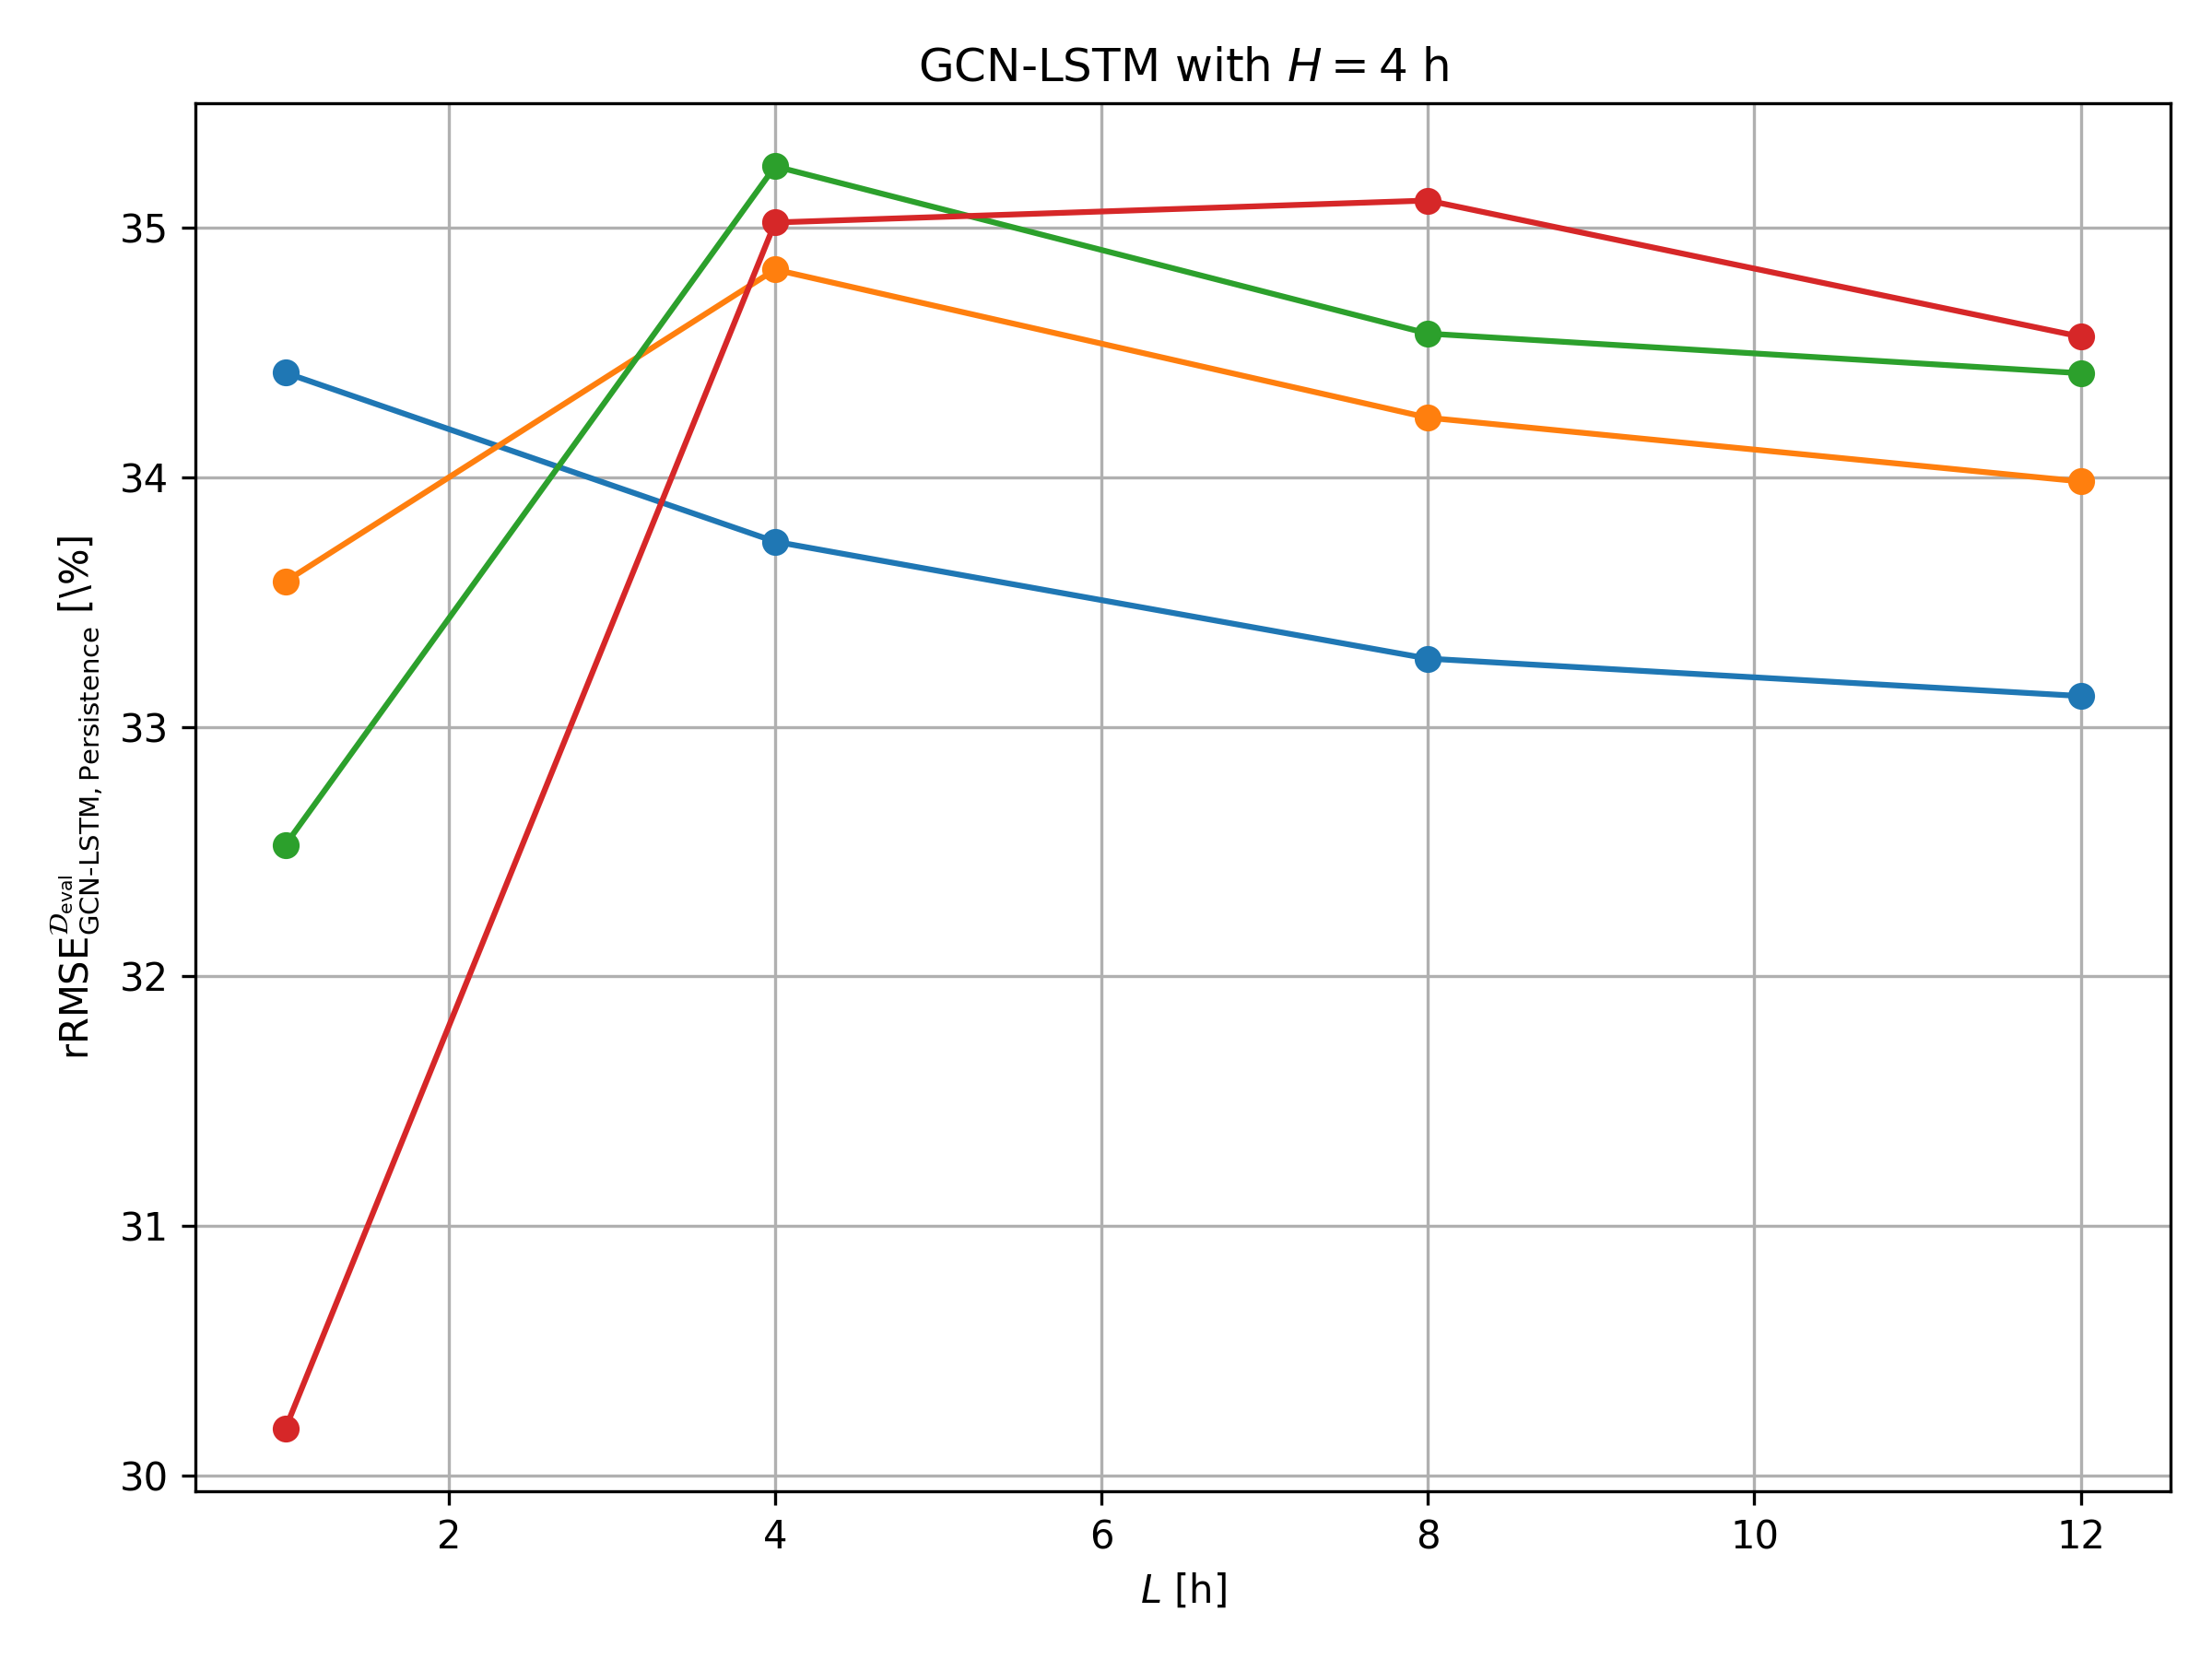 GCN-LSTM with H = 4 h
rRMSE^{𝒟_eval}_{GCN-LSTM, Persistence} [\%]
35
34
33
32
31
30
2 4 6 8 10 12
L [h]